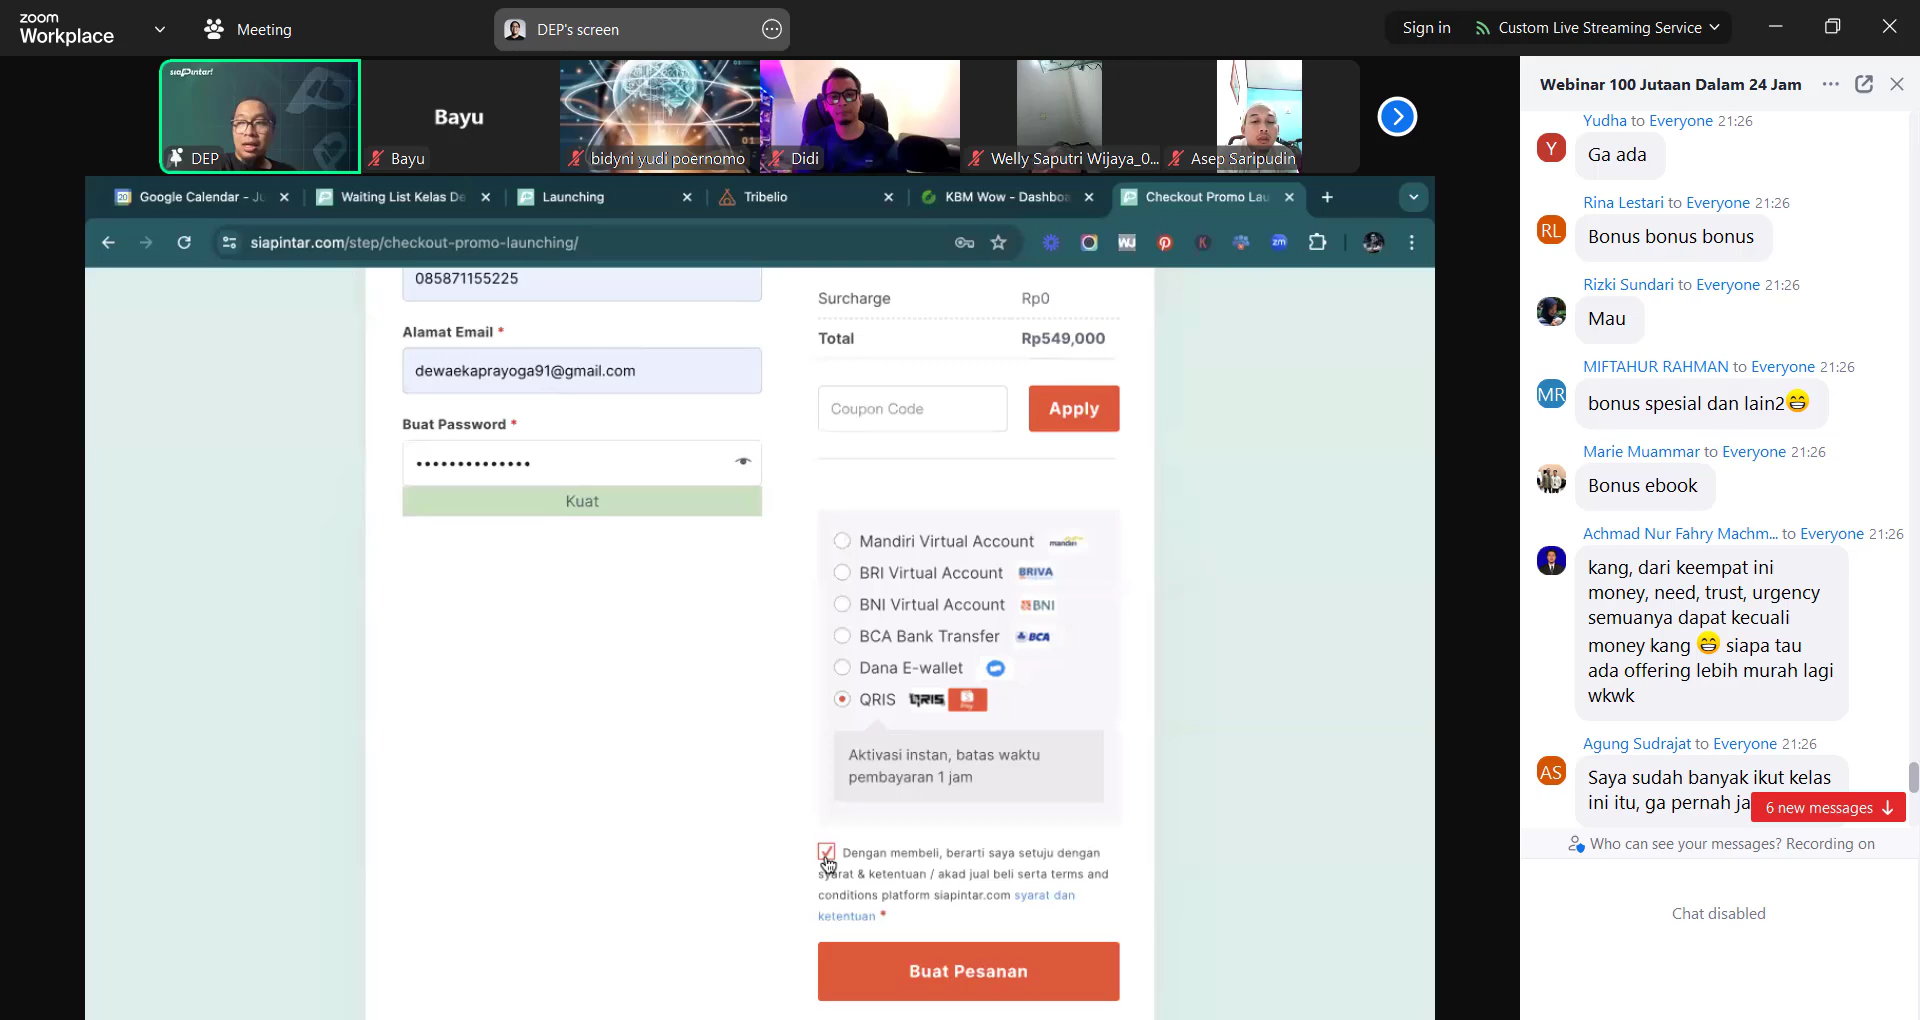 zoom
Workplace
Meeting
DEP's screen
Sign in
Custom Live Streaming Service
siapintar!
DEP
Bayu
Bayu
bidyni yudi poernomo
Didi
Welly Saputri Wijaya_0...
Asep Saripudin
Google Calendar - Ju
Waiting List Kelas De
Launching
Tribelio
KBM Wow - Dashboa
Checkout Promo Lau
siapintar.com/step/checkout-promo-launching/
085871155225
Alamat Email *
dewaekaprayoga91@gmail.com
Buat Password *
••••••••••••••
Kuat
Surcharge Rp0
Total Rp549,000
Coupon Code
Apply
Mandiri Virtual Account mandiri
BRI Virtual Account BRIVA
BNI Virtual Account BNI
BCA Bank Transfer BCA
Dana E-wallet
QRIS QRIS Pay
Aktivasi instan, batas waktu
pembayaran 1 jam
Dengan membeli, berarti saya setuju dengan
syarat & ketentuan / akad jual beli serta terms and
conditions platform siapintar.com syarat dan
ketentuan *
Buat Pesanan
Webinar 100 Jutaan Dalam 24 Jam
Yudha to Everyone 21:26
Y
Ga ada
Rina Lestari to Everyone 21:26
RL
Bonus bonus bonus
Rizki Sundari to Everyone 21:26
Mau
MIFTAHUR RAHMAN to Everyone 21:26
MR
bonus spesial dan lain2😁
Marie Muammar to Everyone 21:26
Bonus ebook
Achmad Nur Fahry Machm... to Everyone 21:26
kang, dari keempat ini
money, need, trust, urgency
semuanya dapat kecuali
money kang 😁 siapa tau
ada offering lebih murah lagi
wkwk
Agung Sudrajat to Everyone 21:26
AS
Saya sudah banyak ikut kelas
ini itu, ga pernah ja
6 new messages
Who can see your messages? Recording on
Chat disabled